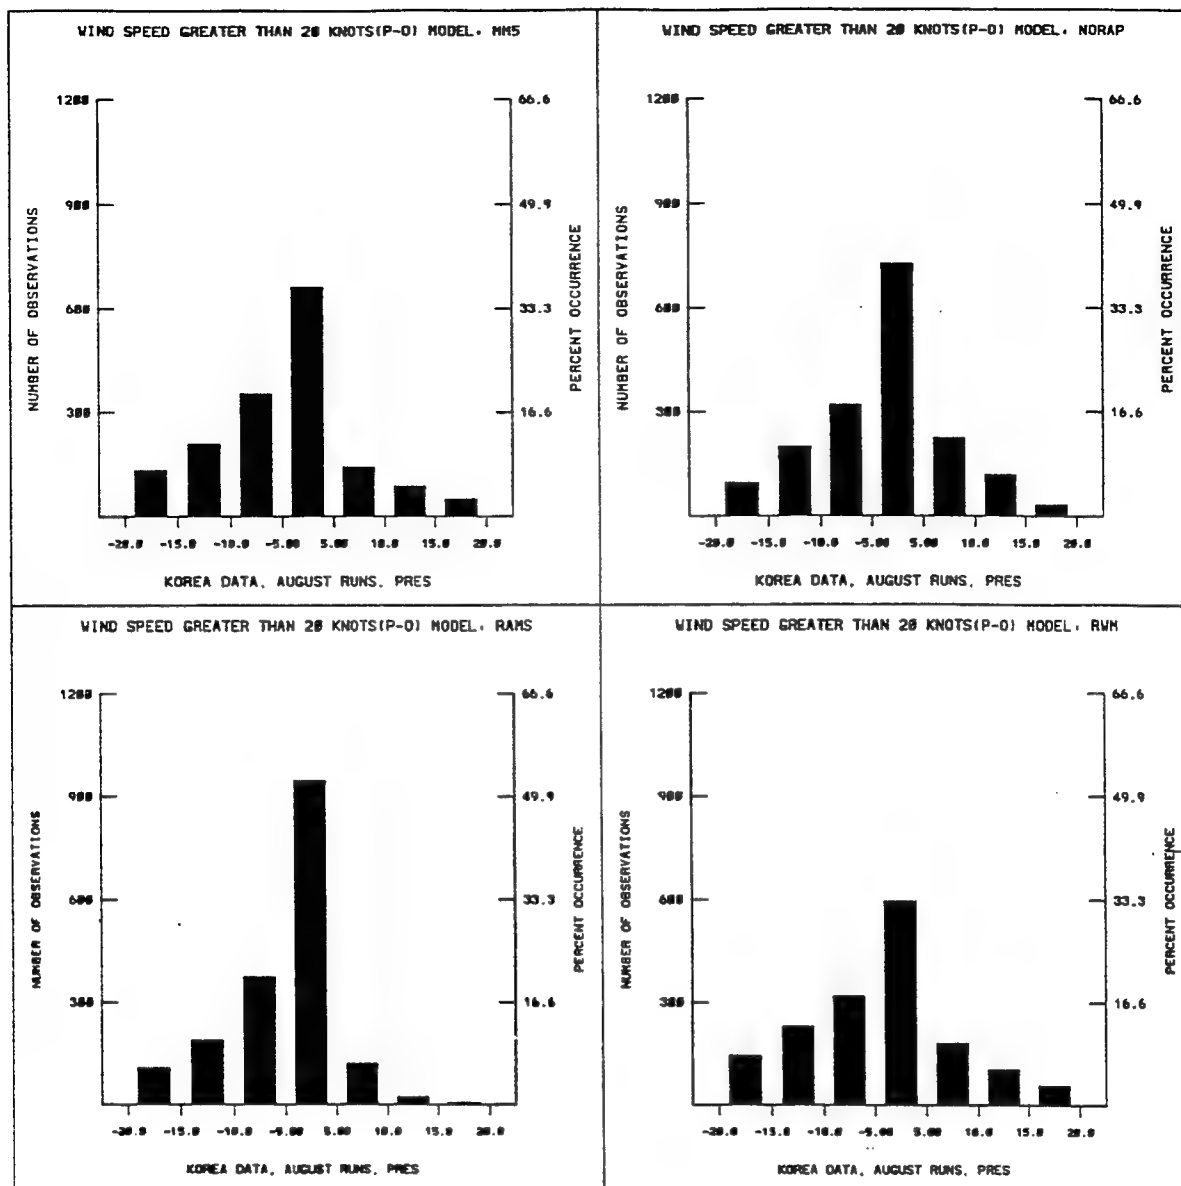 WIND SPEED GREATER THAN 20 KNOTS(P-O) MODEL. MM5
1200
900
600
300
66.6
49.9
33.3
16.6
NUMBER OF OBSERVATIONS
PERCENT OCCURRENCE
-20.0 -15.0 -10.0 -5.00 5.00 10.0 15.0 20.0
KOREA DATA, AUGUST RUNS, PRES
WIND SPEED GREATER THAN 20 KNOTS(P-O) MODEL. NORAP
1200
900
600
300
66.6
49.9
33.3
16.6
NUMBER OF OBSERVATIONS
PERCENT OCCURRENCE
-20.0 -15.0 -10.0 -5.00 5.00 10.0 15.0 20.0
KOREA DATA, AUGUST RUNS, PRES
WIND SPEED GREATER THAN 20 KNOTS(P-O) MODEL. RAMS
1200
900
600
300
66.6
49.9
33.3
16.6
NUMBER OF OBSERVATIONS
PERCENT OCCURRENCE
-20.0 -15.0 -10.0 -5.00 5.00 10.0 15.0 20.0
KOREA DATA, AUGUST RUNS, PRES
WIND SPEED GREATER THAN 20 KNOTS(P-O) MODEL. RWM
1200
900
600
300
66.6
49.9
33.3
16.6
NUMBER OF OBSERVATIONS
PERCENT OCCURRENCE
-20.0 -15.0 -10.0 -5.00 5.00 10.0 15.0 20.0
KOREA DATA, AUGUST RUNS, PRES